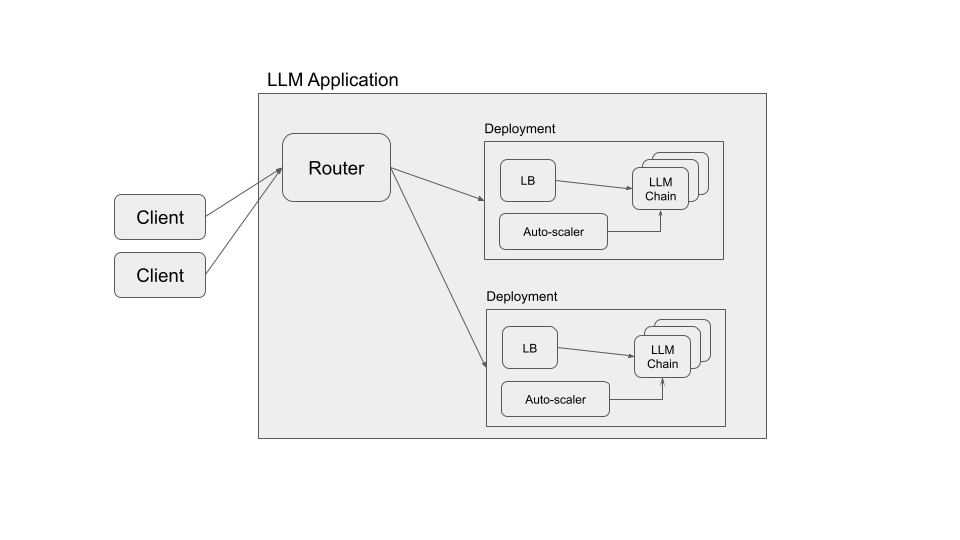 LLM Application
Router
Client
Client
Deployment
LB
LLM
Chain
Auto-scaler
Deployment
LB
LLM
Chain
Auto-scaler